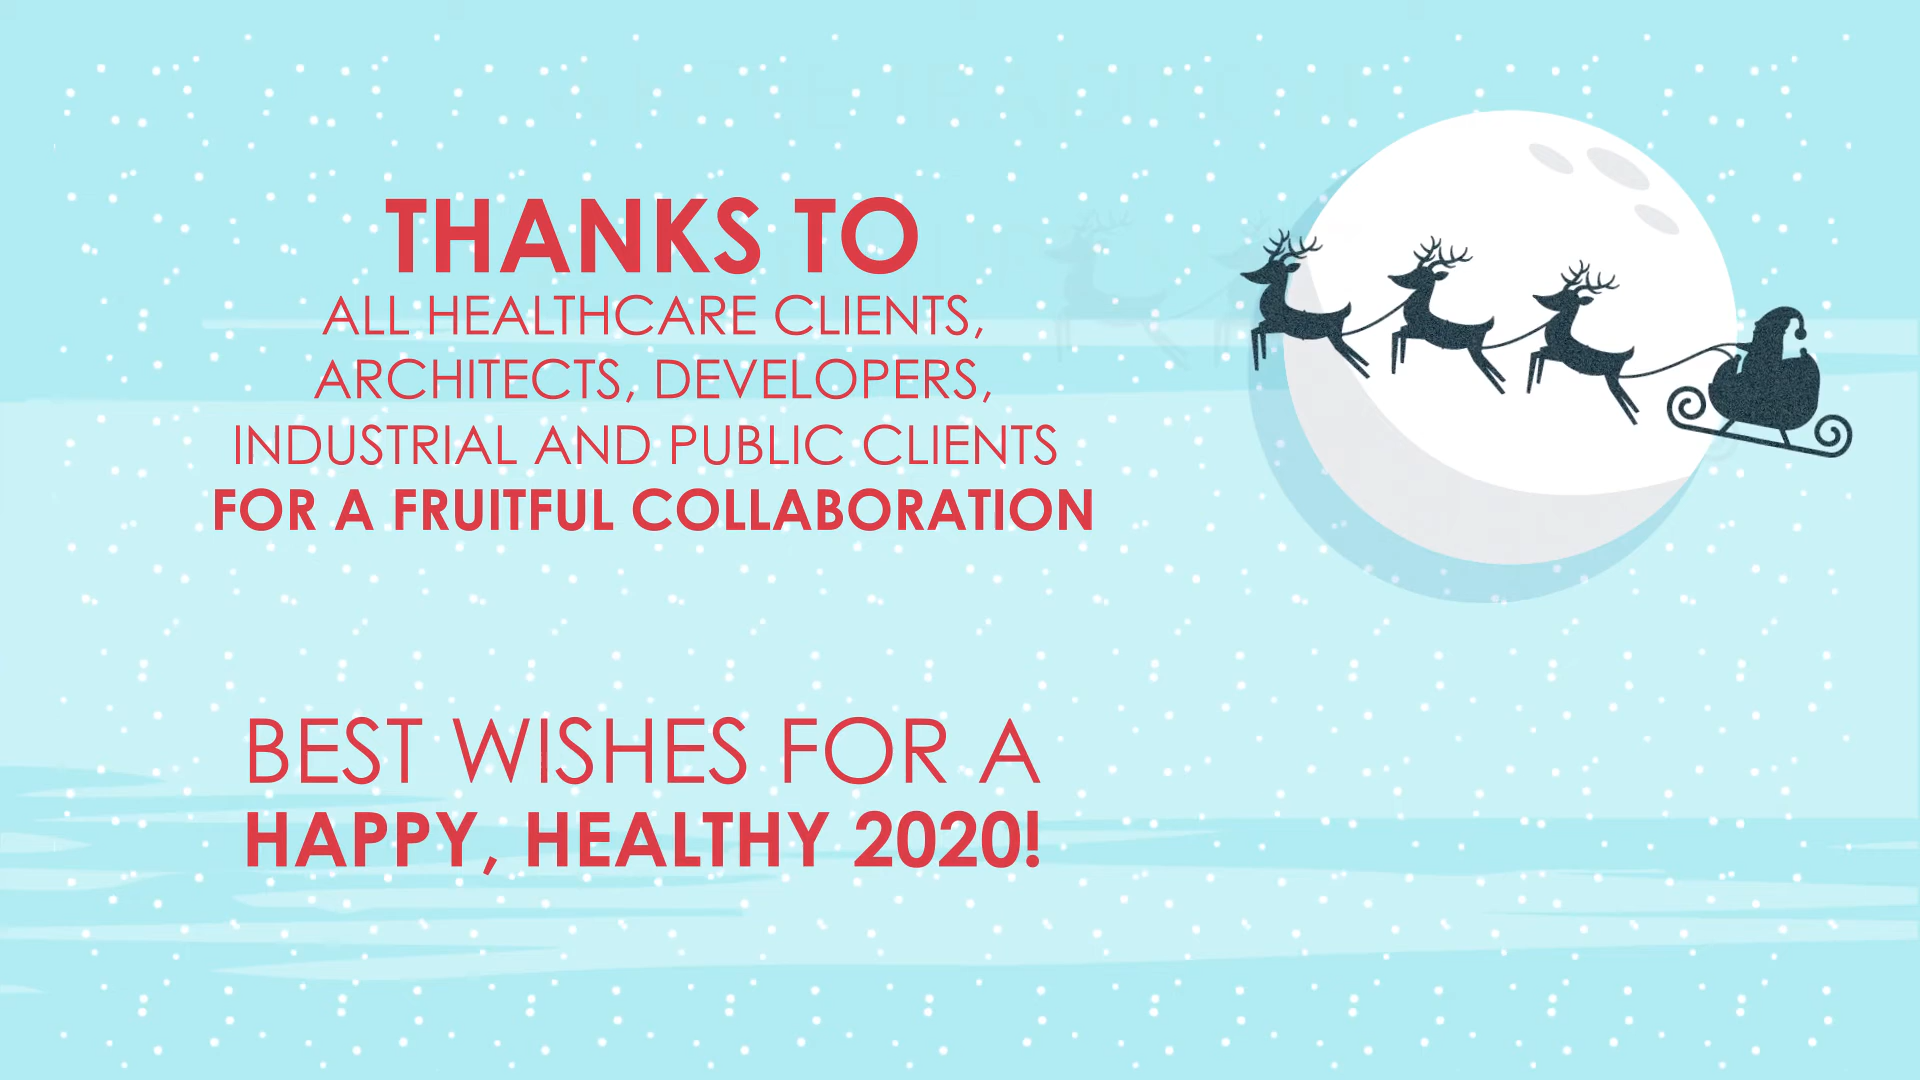 THANKS TO
ALL HEALTHCARE CLIENTS,
ARCHITECTS, DEVELOPERS,
INDUSTRIAL AND PUBLIC CLIENTS
FOR A FRUITFUL COLLABORATION
BEST WISHES FOR A
HAPPY, HEALTHY 2020!